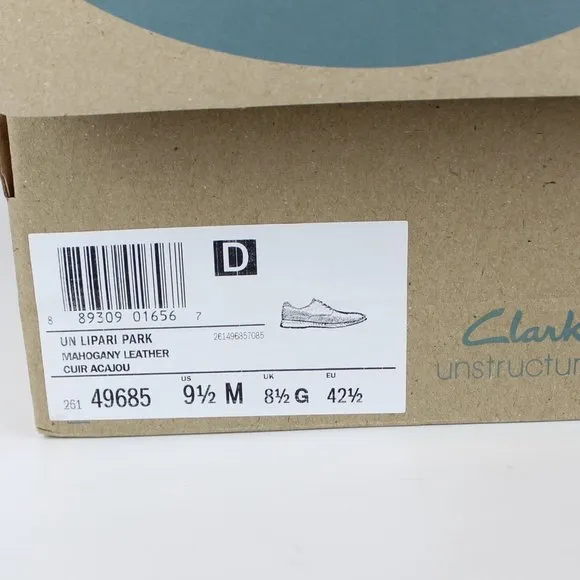 D
8 89309 01656 7
UN LIPARI PARK 261496857085
MAHOGANY LEATHER
CUIR ACAJOU
US UK EU
261 49685 9½ M 8½ G 42½
Clark
unstructur